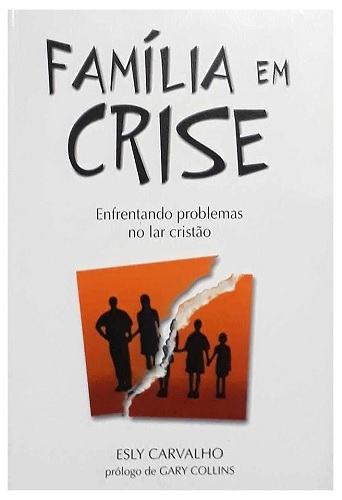 FAMÍLIA EM
CRISE
Enfrentando problemas
no lar cristão
ESLY CARVALHO
prólogo de GARY COLLINS